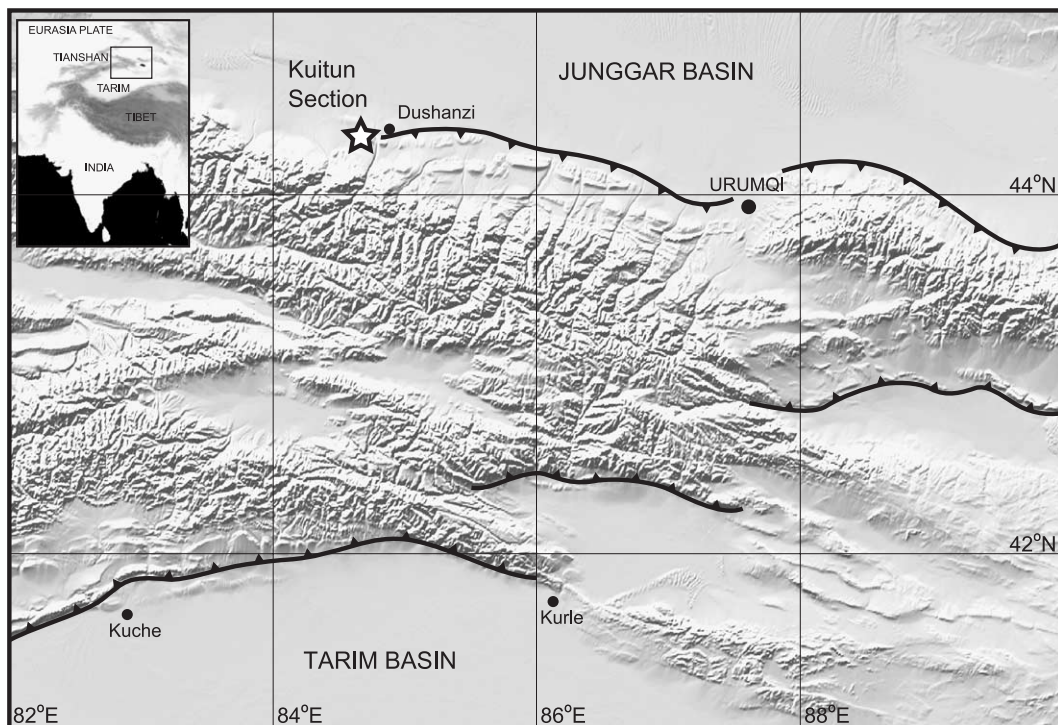 EURASIA PLATE
TIANSHAN
TARIM
TIBET
INDIA
Kuitun
Section
Dushanzi
JUNGGAR BASIN
URUMQI
44°N
42°N
Kuche
Kurle
TARIM BASIN
82°E
84°E
86°E
88°E